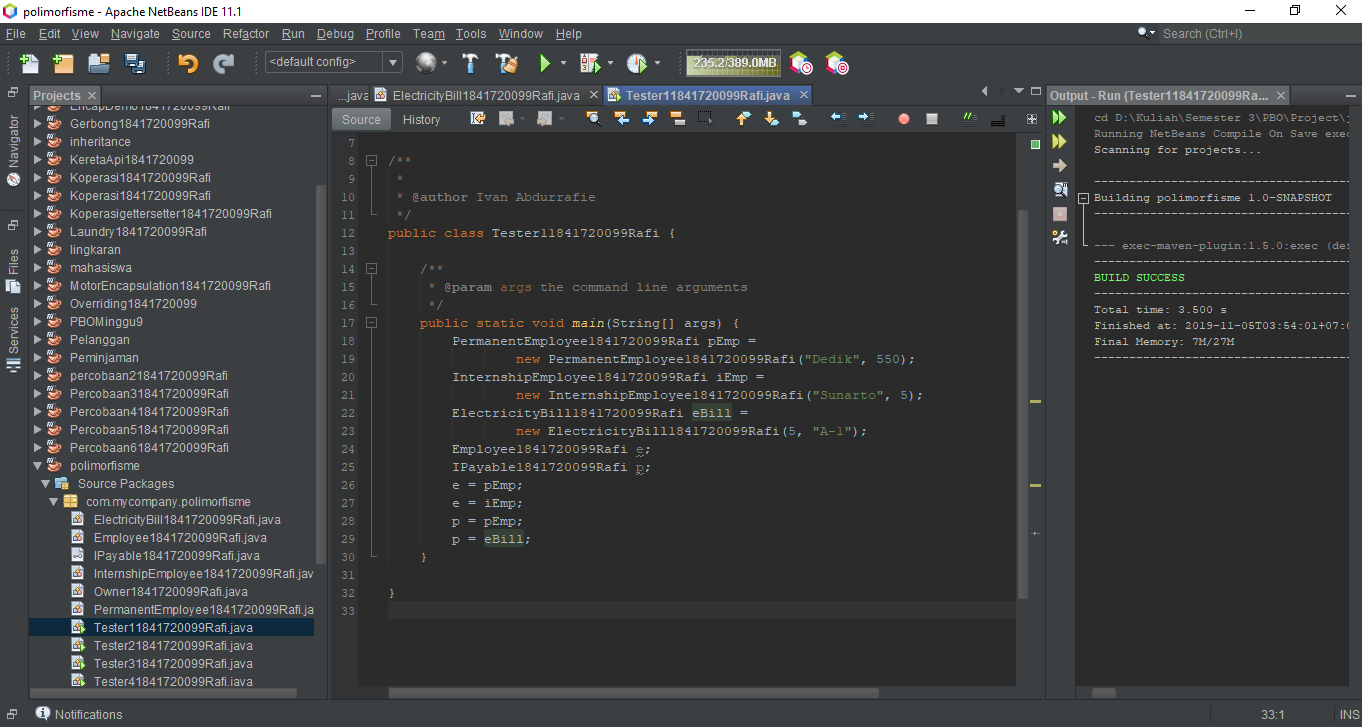 polimorfisme - Apache NetBeans IDE 11.1
File Edit View Navigate Source Refactor Run Debug Profile Team Tools Window Help
Search (Ctrl+I)
<default config>
235.2/389.0MB
Projects
...java
ElectricityBill1841720099Rafi.java
Tester11841720099Rafi.java
Output - Run (Tester11841720099Ra...
Source History
Navigator
Files
Services
Gerbong1841720099Rafi
inheritance
KeretaApi1841720099
Koperasi1841720099Rafi
Koperasi1841720099Rafi
Koperasigettersetter1841720099Rafi
Laundry1841720099Rafi
lingkaran
mahasiswa
MotorEncapsulation1841720099Rafi
Overriding1841720099
PBOMinggu9
Pelanggan
Peminjaman
percobaan21841720099Rafi
Percobaan31841720099Rafi
Percobaan41841720099Rafi
Percobaan51841720099Rafi
Percobaan61841720099Rafi
polimorfisme
Source Packages
com.mycompany.polimorfisme
ElectricityBill1841720099Rafi.java
Employee1841720099Rafi.java
IPayable1841720099Rafi.java
InternshipEmployee1841720099Rafi.jav
Owner1841720099Rafi.java
PermanentEmployee1841720099Rafi.ja
Tester11841720099Rafi.java
Tester21841720099Rafi.java
Tester31841720099Rafi.java
Tester41841720099Rafi.java
7
8 /**
9 *
10 * @author Ivan Abdurrafie
11 */
12 public class Tester11841720099Rafi {
13
14 /**
15 * @param args the command line arguments
16 */
17 public static void main(String[] args) {
18 PermanentEmployee1841720099Rafi pEmp =
19 new PermanentEmployee1841720099Rafi("Dedik", 550);
20 InternshipEmployee1841720099Rafi iEmp =
21 new InternshipEmployee1841720099Rafi("Sunarto", 5);
22 ElectricityBill1841720099Rafi eBill =
23 new ElectricityBill1841720099Rafi(5, "A-1");
24 Employee1841720099Rafi e;
25 IPayable1841720099Rafi p;
26 e = pEmp;
27 e = iEmp;
28 p = pEmp;
29 p = eBill;
30 }
31
32 }
33
cd D:\Kuliah\Semester 3\PBO\Project\
Running NetBeans Compile On Save exe
Scanning for projects...
------------------------------------
Building polimorfisme 1.0-SNAPSHOT
------------------------------------
--- exec-maven-plugin:1.5.0:exec (de
------------------------------------
BUILD SUCCESS
------------------------------------
Total time: 3.500 s
Finished at: 2019-11-05T03:54:01+07:
Final Memory: 7M/27M
------------------------------------
Notifications
33:1
INS